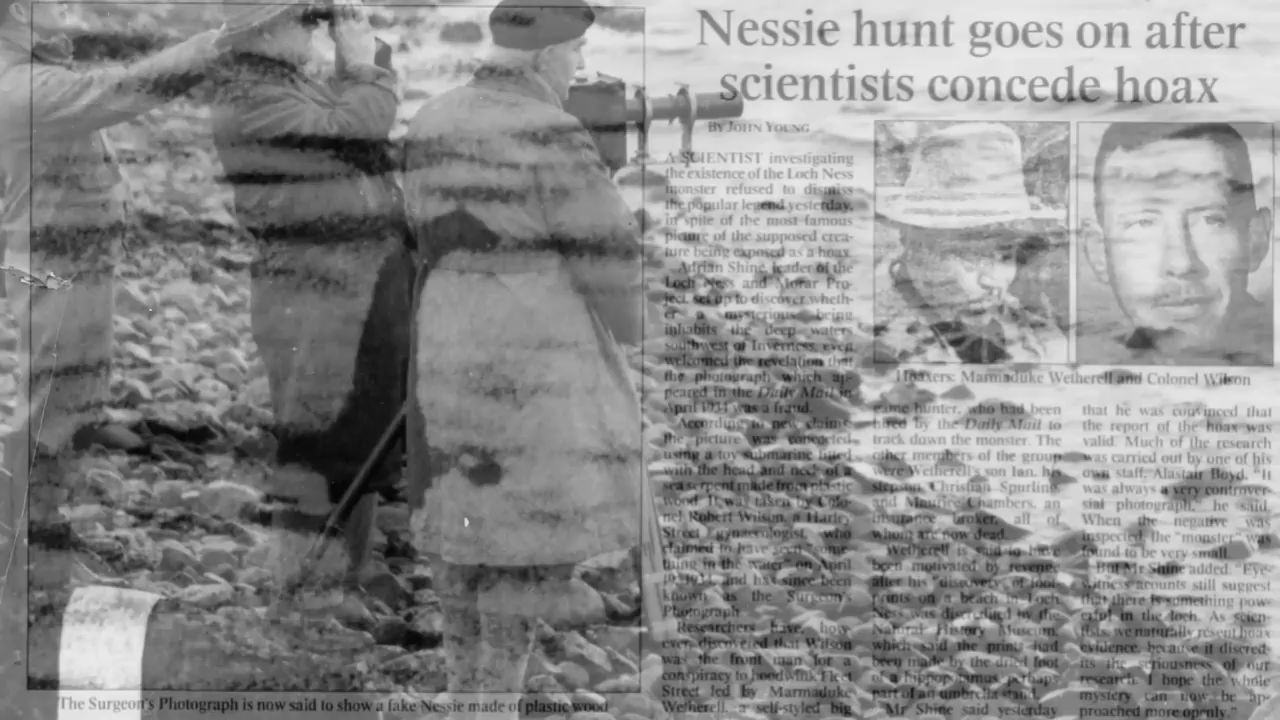 Nessie hunt goes on after
scientists concede hoax
BY JOHN YOUNG
A SCIENTIST investigating
the existence of the Loch Ness
monster refused to dismiss
the popular legend yesterday,
in spite of the most famous
picture of the supposed crea-
ture being exposed as a hoax.
Adrian Shine, leader of the
Loch Ness and Morar Pro-
ject, set up to discover wheth-
er a mysterious being
inhabits the deep waters
southwest of Inverness, even
welcomed the revelation that
the photograph which ap-
peared in the Daily Mail in
April 1934 was a fraud.
According to new claims,
the picture was concocted
using a toy submarine fitted
with the head and neck of a
sea serpent made from plastic
wood. It was taken by Colo-
nel Robert Wilson, a Harley
Street gynaecologist, who
claimed to have seen "some-
thing in the water" on April
1934, and has since been
known as the Surgeon's
Photograph.
Researchers have, how-
ever, discovered that Wilson
was the front man for a
conspiracy to hoodwink Fleet
Street led by Marmaduke
Wetherell, a self-styled big
Hoaxers: Marmaduke Wetherell and Colonel Wilson
game hunter, who had been
hired by the Daily Mail to
track down the monster. The
other members of the group
were Wetherell's son Ian, his
stepson, Christian Spurling,
and Maurice Chambers, an
insurance broker, all of
whom are now dead.
Wetherell is said to have
been motivated by revenge
after his "discovery" of foot-
prints on a beach in Loch
Ness was discredited by the
Natural History Museum,
which said the prints had
been made by the dried foot
of a hippopotamus, perhaps
part of an umbrella stand.
Mr Shine said yesterday
that he was convinced that
the report of the hoax was
valid. Much of the research
was carried out by one of his
own staff, Alastair Boyd. "It
was always a very controver-
sial photograph," he said.
When the negative was
inspected, the "monster" was
found to be very small.
But Mr Shine added: "Eye-
witness acounts still suggest
that there is something pow-
erful in the loch. As scien-
tists, we naturally resent hoax
evidence, because it discred-
its the seriousness of our
research. I hope the whole
mystery can now be ap-
proached more openly."
The Surgeon's Photograph is now said to show a fake Nessie made of plastic wood